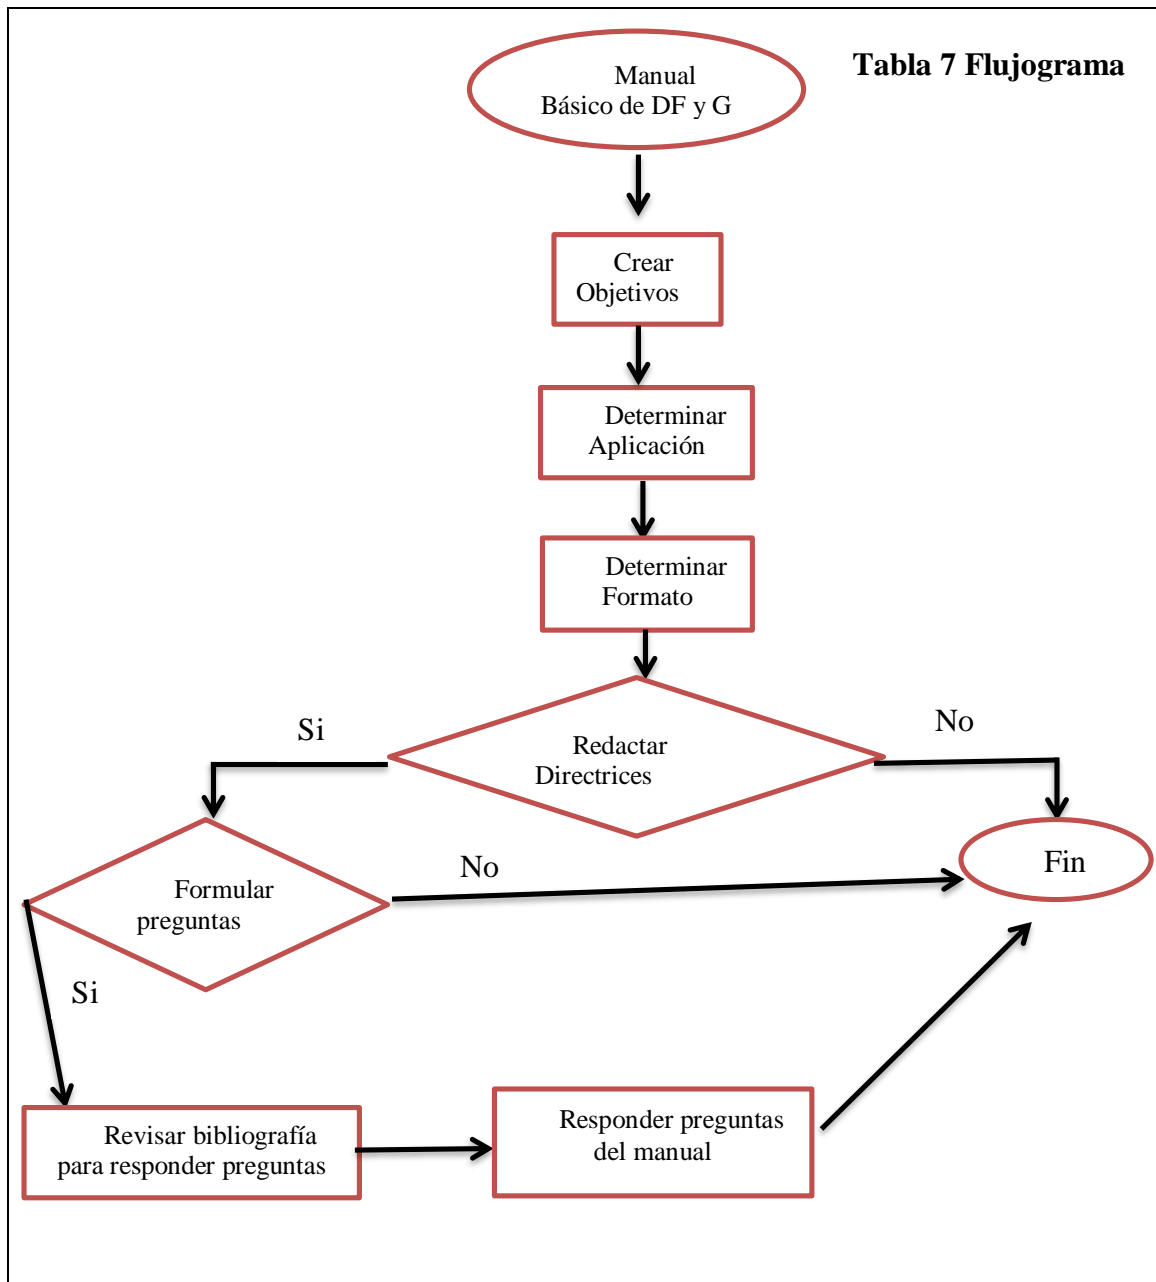 Tabla 7 Flujograma
Manual
Básico de DF y G
Crear
Objetivos
Determinar
Aplicación
Determinar
Formato
Redactar
Directrices
Si
No
Formular
preguntas
No
Fin
Si
Revisar bibliografía
para responder preguntas
Responder preguntas
del manual